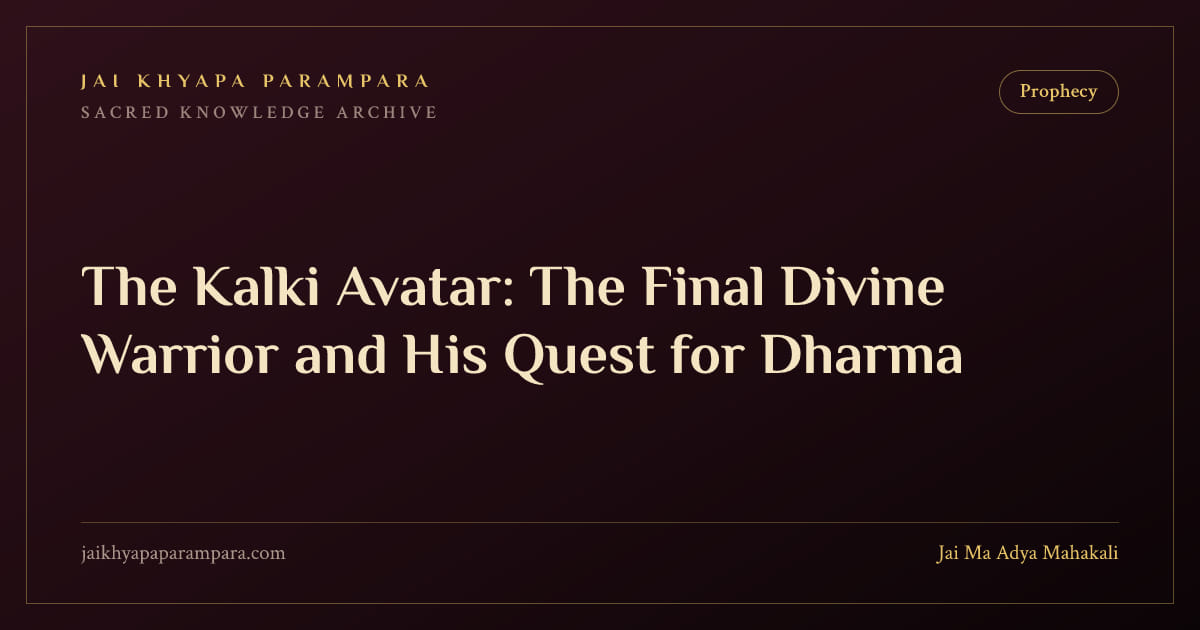 JAI KHYAPA PARAMPARA
SACRED KNOWLEDGE ARCHIVE
Prophecy
The Kalki Avatar: The Final Divine
Warrior and His Quest for Dharma
jaikhyapaparampara.com
Jai Ma Adya Mahakali